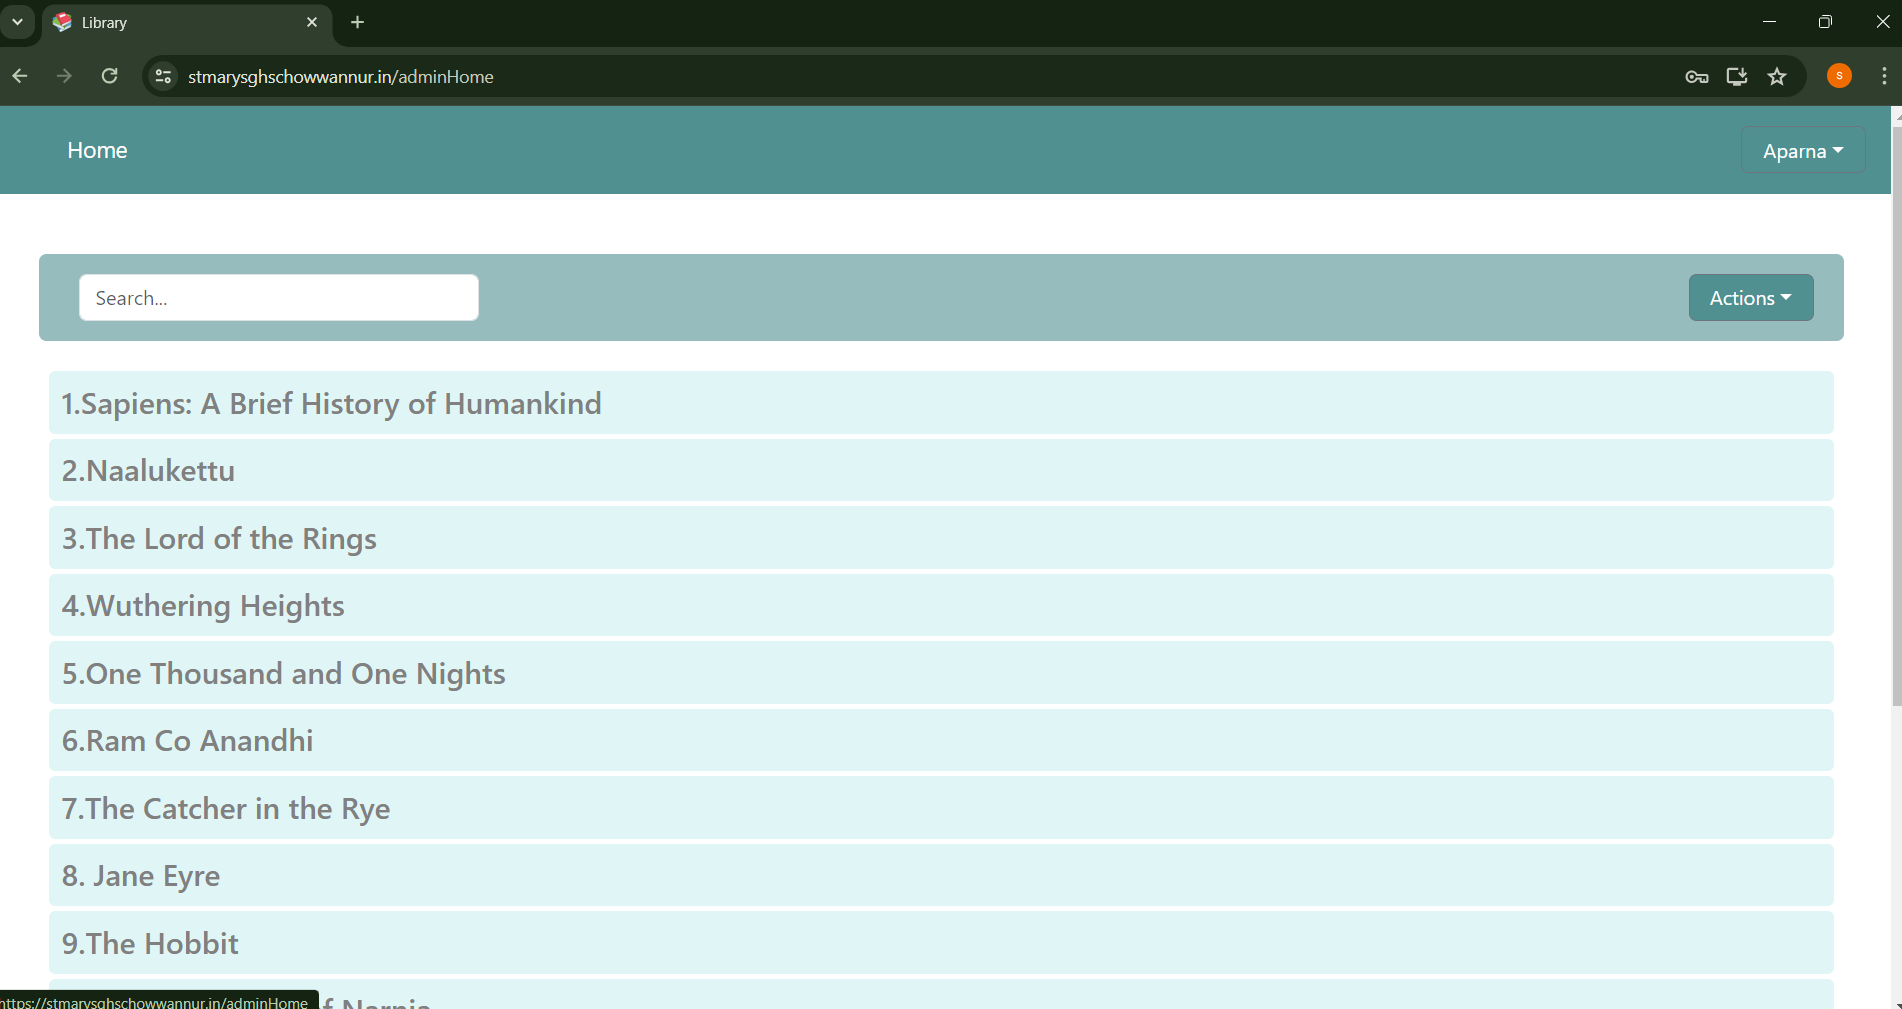 Library
stmarysghschowwannur.in/adminHome
s
Home
Aparna
Search...
Actions
1.Sapiens: A Brief History of Humankind
2.Naalukettu
3.The Lord of the Rings
4.Wuthering Heights
5.One Thousand and One Nights
6.Ram Co Anandhi
7.The Catcher in the Rye
8. Jane Eyre
9.The Hobbit
https://stmarysghschowwannur.in/adminHome
of Narnia